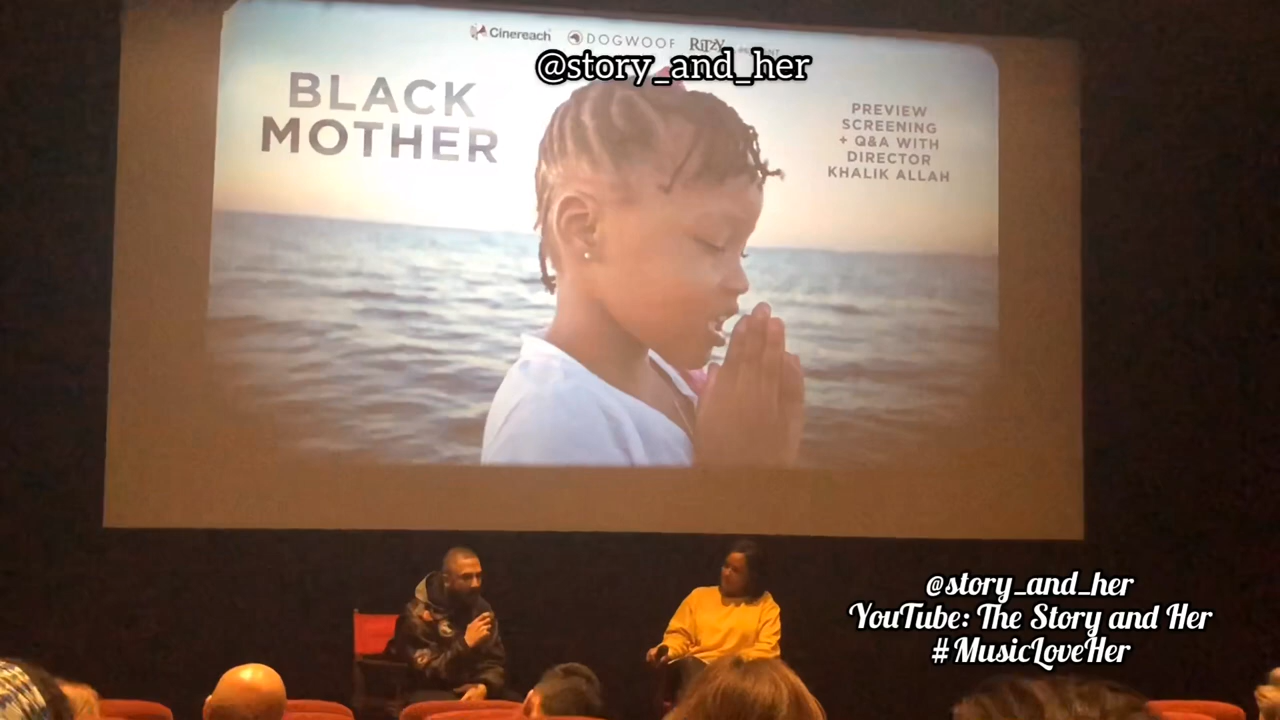 Cinereach DOGWOOF RiTZY
@story_and_her
BLACK
MOTHER
PREVIEW
SCREENING
+ Q&A WITH
DIRECTOR
KHALIK ALLAH
@story_and_her
YouTube: The Story and Her
#MusicLoveHer